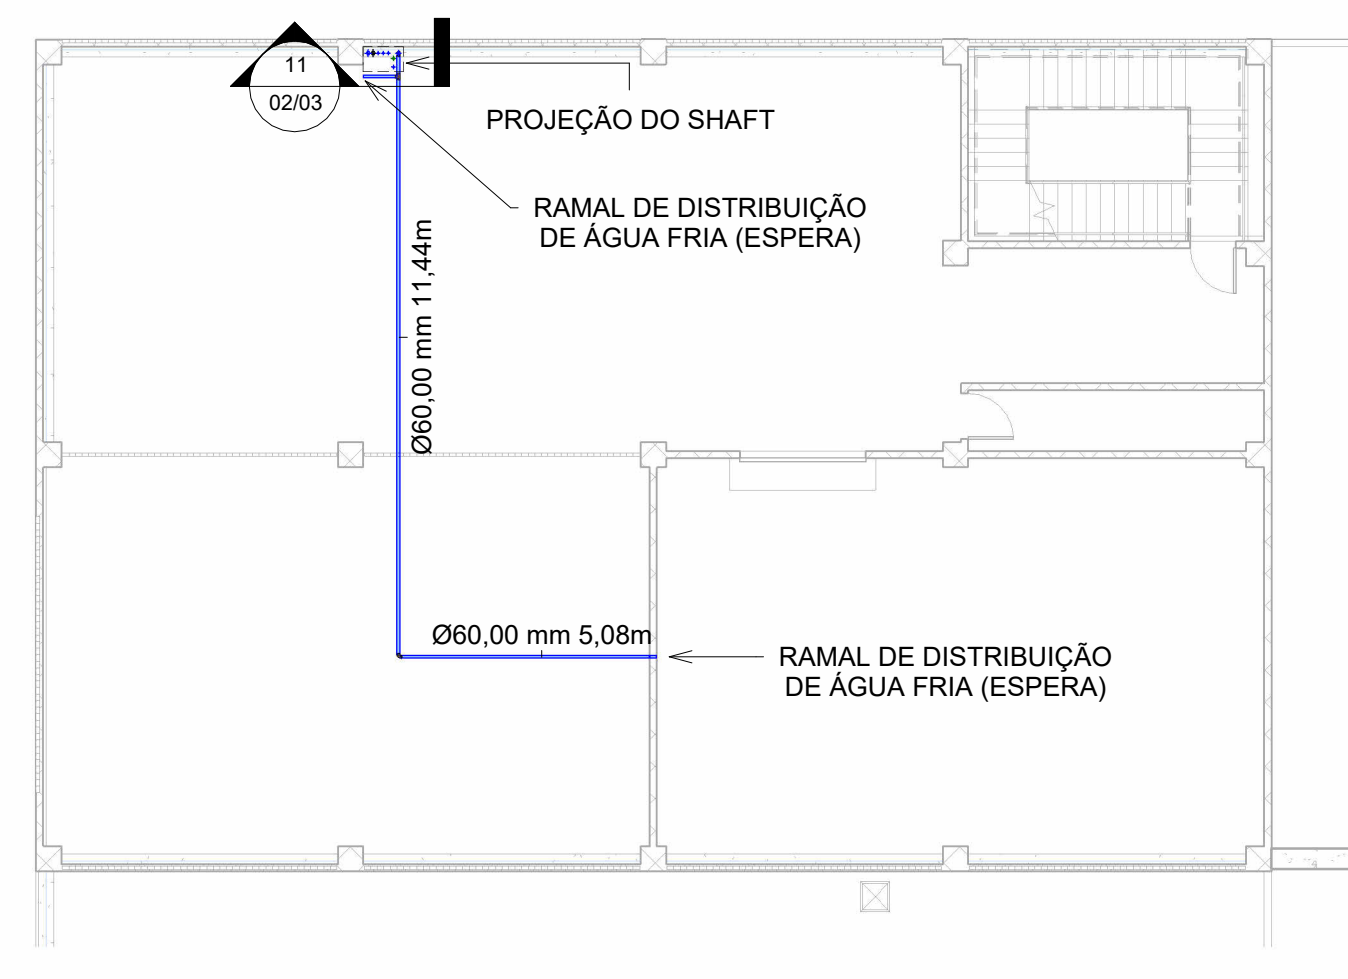 11
02/03
PROJEÇÃO DO SHAFT
RAMAL DE DISTRIBUIÇÃO
DE ÁGUA FRIA (ESPERA)
Ø60,00 mm 11,44m
Ø60,00 mm 5,08m
RAMAL DE DISTRIBUIÇÃO
DE ÁGUA FRIA (ESPERA)